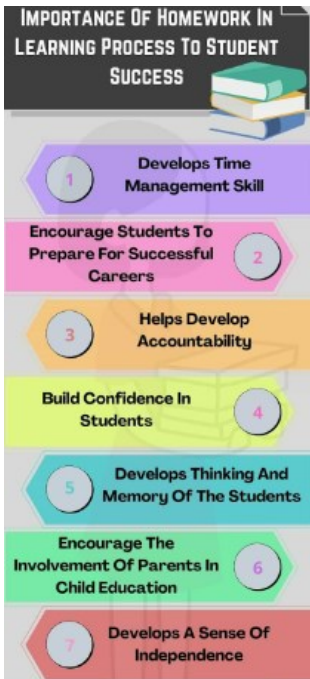 Importance Of Homework In
Learning Process To Student
Success
1
Develops Time
Management Skill
Encourage Students To
Prepare For Successful
Careers
2
3
Helps Develop
Accountability
Build Confidence In
Students
4
5
Develops Thinking And
Memory Of The Students
Encourage The
Involvement Of Parents In
Child Education
6
7
Develops A Sense Of
Independence